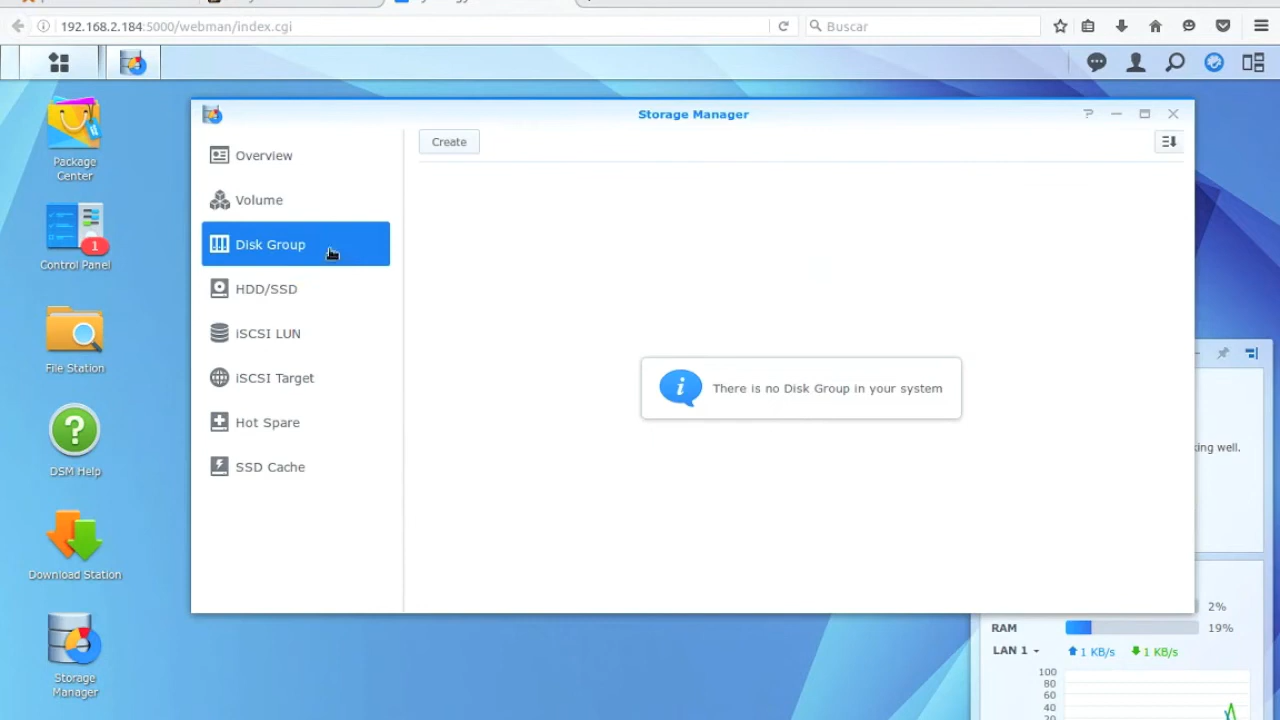 192.168.2.184:5000/webman/index.cgi
Buscar
Package
Center
1
Control Panel
File Station
DSM Help
Download Station
Storage
Manager
Storage Manager
Overview
Volume
Disk Group
HDD/SSD
iSCSI LUN
iSCSI Target
Hot Spare
SSD Cache
Create
There is no Disk Group in your system
king well.
2%
RAM
19%
LAN 1
1 KB/s
1 KB/s
100
80
60
40
20